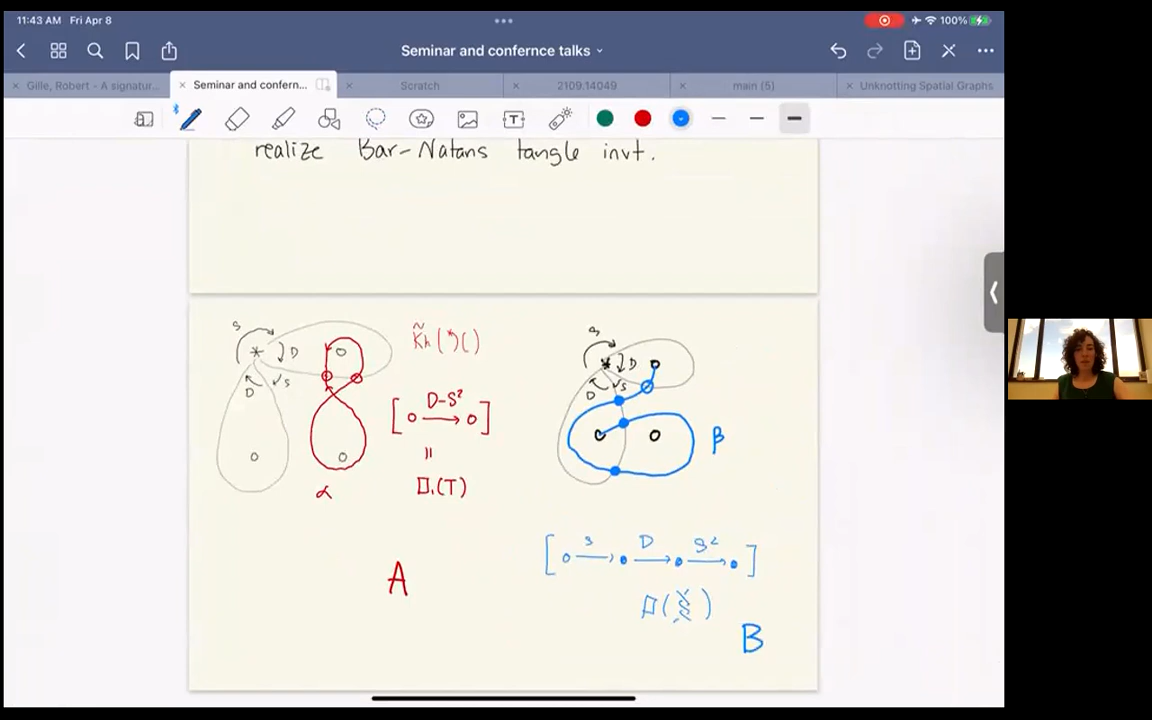 11:43 AM Fri Apr 8
100%
Seminar and confernce talks
Gille, Robert - A signatur...
Seminar and confern...
Scratch
2109.14049
main (5)
Unknotting Spatial Graphs
realize Bar-Natans tangle invt.
S
D
S
D
K̃h
[ o D-S² → o ]
=
(T)
α
A
S
D
S
D
β
[ o S → • D → • S² → • ]
B